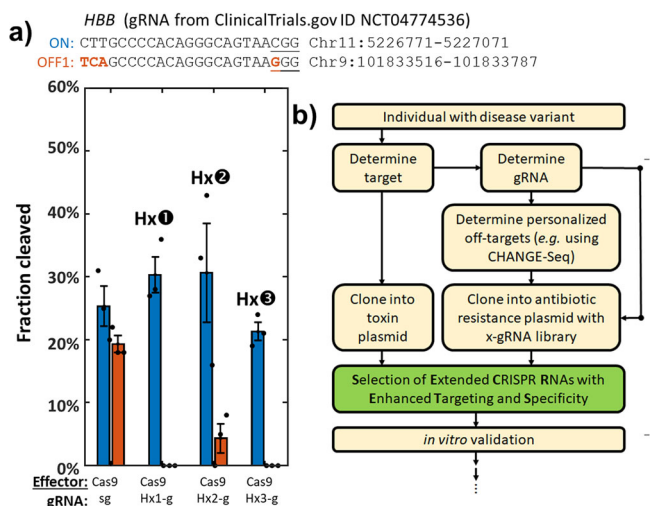 HBB (gRNA from ClinicalTrials.gov ID NCT04774536)
a)
ON: CTTGCCCCACAGGGCAGTAACGG Chr11:5226771-5227071
OFF1: TCAGCCCCACAGGGCAGTAAGGG Chr9:101833516-101833787
60%
50%
40%
30%
20%
10%
0%
Fraction cleaved
Hx❶
Hx❷
Hx❸
Effector: Cas9 Cas9 Cas9 Cas9
gRNA: sg Hx1-g Hx2-g Hx3-g
b)
Individual with disease variant
Determine
target
Determine
gRNA
Determine personalized
off-targets (e.g. using
CHANGE-Seq)
Clone into
toxin
plasmid
Clone into antibiotic
resistance plasmid with
x-gRNA library
Selection of Extended CRISPR RNAs with
Enhanced Targeting and Specificity
in vitro validation